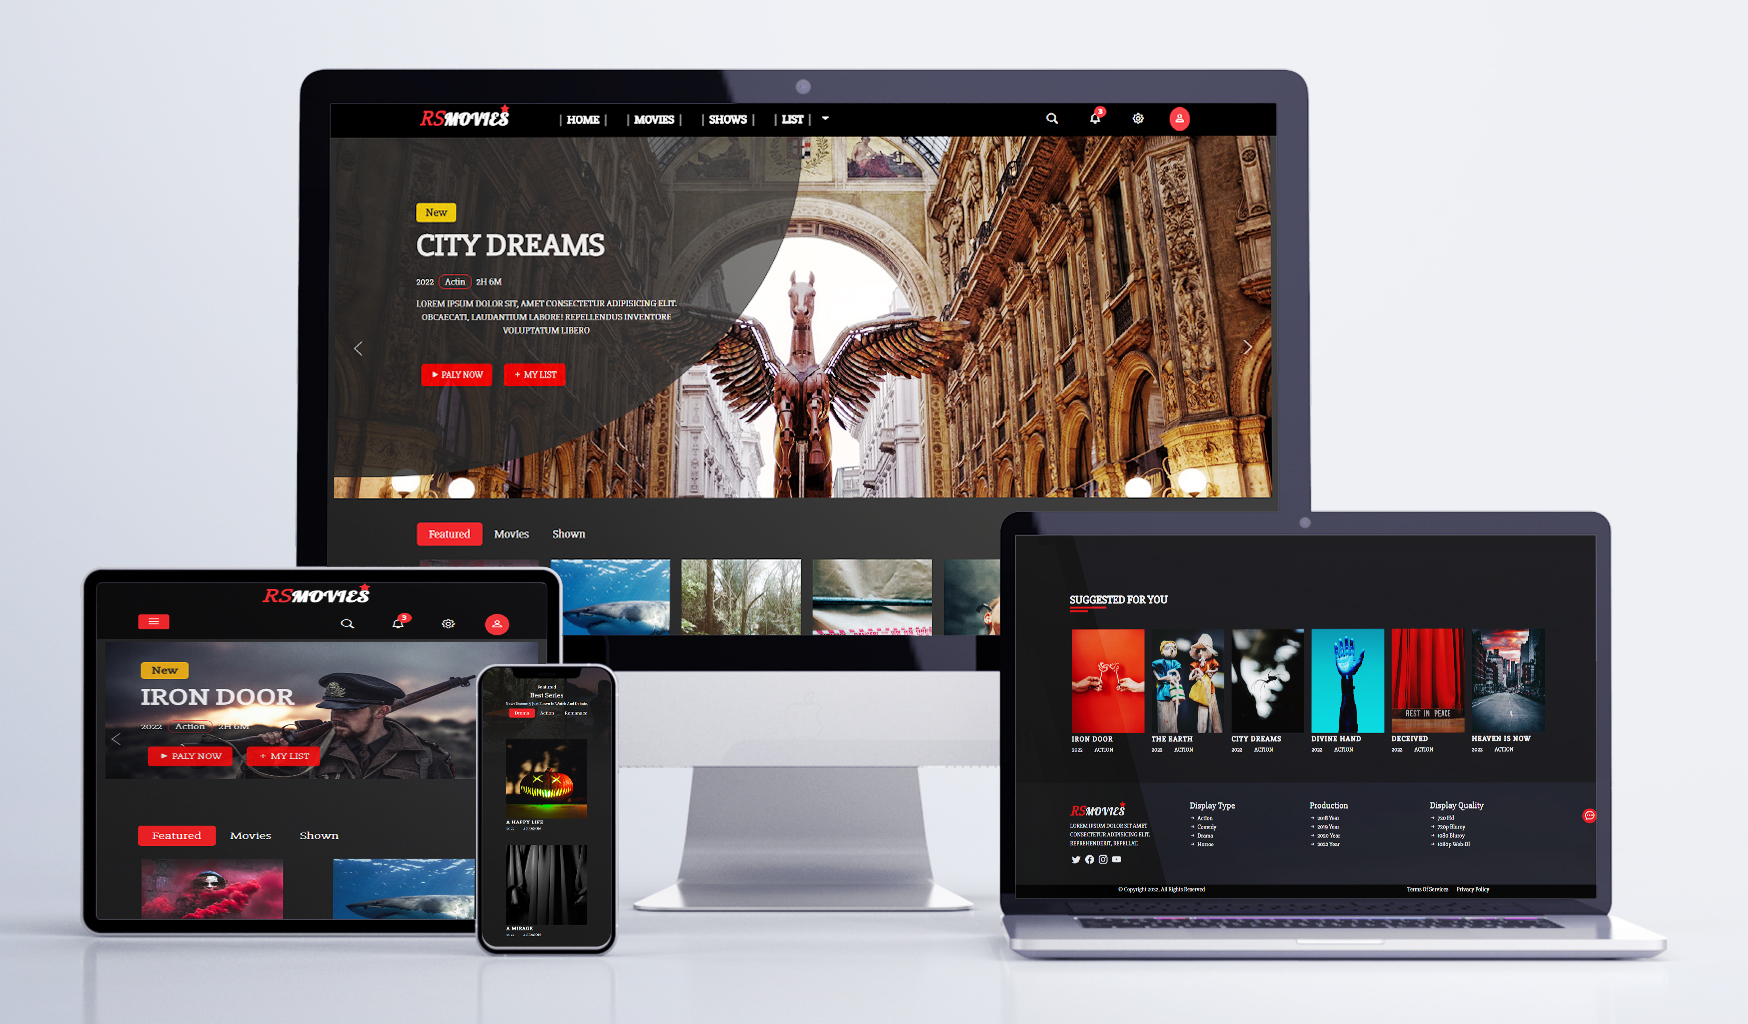 RSMOVIES
| HOME |
| MOVIES |
| SHOWS |
| LIST |
3
New
CITY DREAMS
2022 Actin 2H 6M
LOREM IPSUM DOLOR SIT, AMET CONSECTETUR ADIPISICING ELIT.
OBCAECATI, LAUDANTIUM LABORE! REPELLENDUS INVENTORE
VOLUPTATUM LIBERO
PALY NOW
+ MY LIST
Featured
Movies
Shown
RSMOVIES
3
New
IRON DOOR
2022 Action 2H 6M
PALY NOW
+ MY LIST
Featured
Movies
Shown
Featured
Best Series
Drama
Action
Romance
A HAPPY LIFE
A MIRAGE
SUGGESTED FOR YOU
IRON DOOR
2022 ACTION
THE EARTH
2022 ACTION
CITY DREAMS
2022 ACTION
DIVINE HAND
2022 ACTION
REST IN PEACE
DECEIVED
2022 ACTION
HEAVEN IS NOW
2022 ACTION
RSMOVIES
LOREM IPSUM DOLOR SIT AMET
CONSECTETUR ADIPISICING ELIT.
REPREHENDERIT, REPELLAT.
Display Type
Action
Comedy
Drama
Horror
Production
2018 Year
2019 Year
2020 Year
2022 Year
Display Quality
720 Hd
720p Bluray
1080 Bluray
1080p Web-Dl
© Copyright 2022. All Rights Reserved
Terms Of Services
Privacy Policy